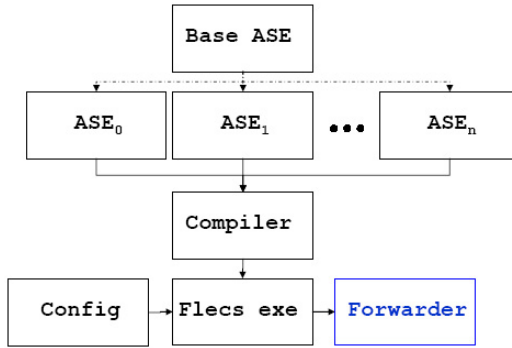 Base ASE
ASE₀ ASE₁ ... ASEₙ
Compiler
Config Flecs exe Forwarder